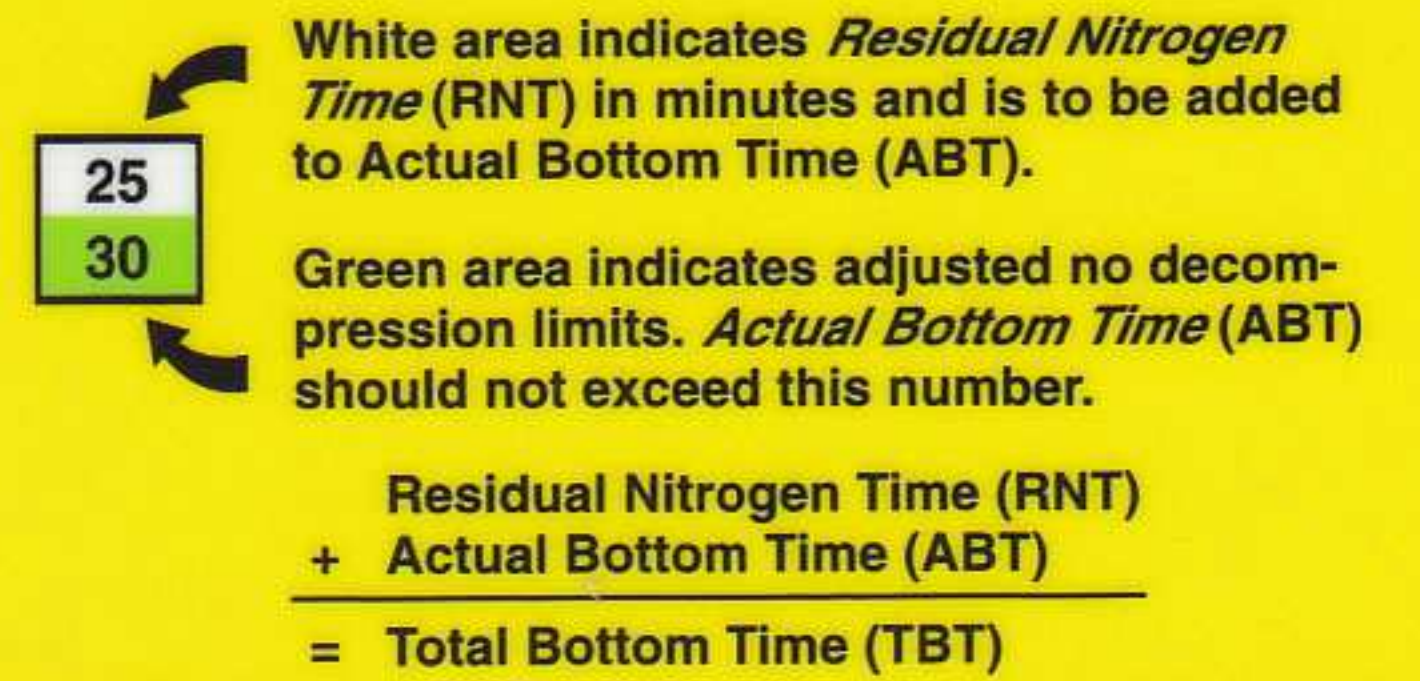 White area indicates Residual Nitrogen
Time (RNT) in minutes and is to be added
to Actual Bottom Time (ABT).
25
30
Green area indicates adjusted no decom-
pression limits. Actual Bottom Time (ABT)
should not exceed this number.
Residual Nitrogen Time (RNT)
+ Actual Bottom Time (ABT)
= Total Bottom Time (TBT)